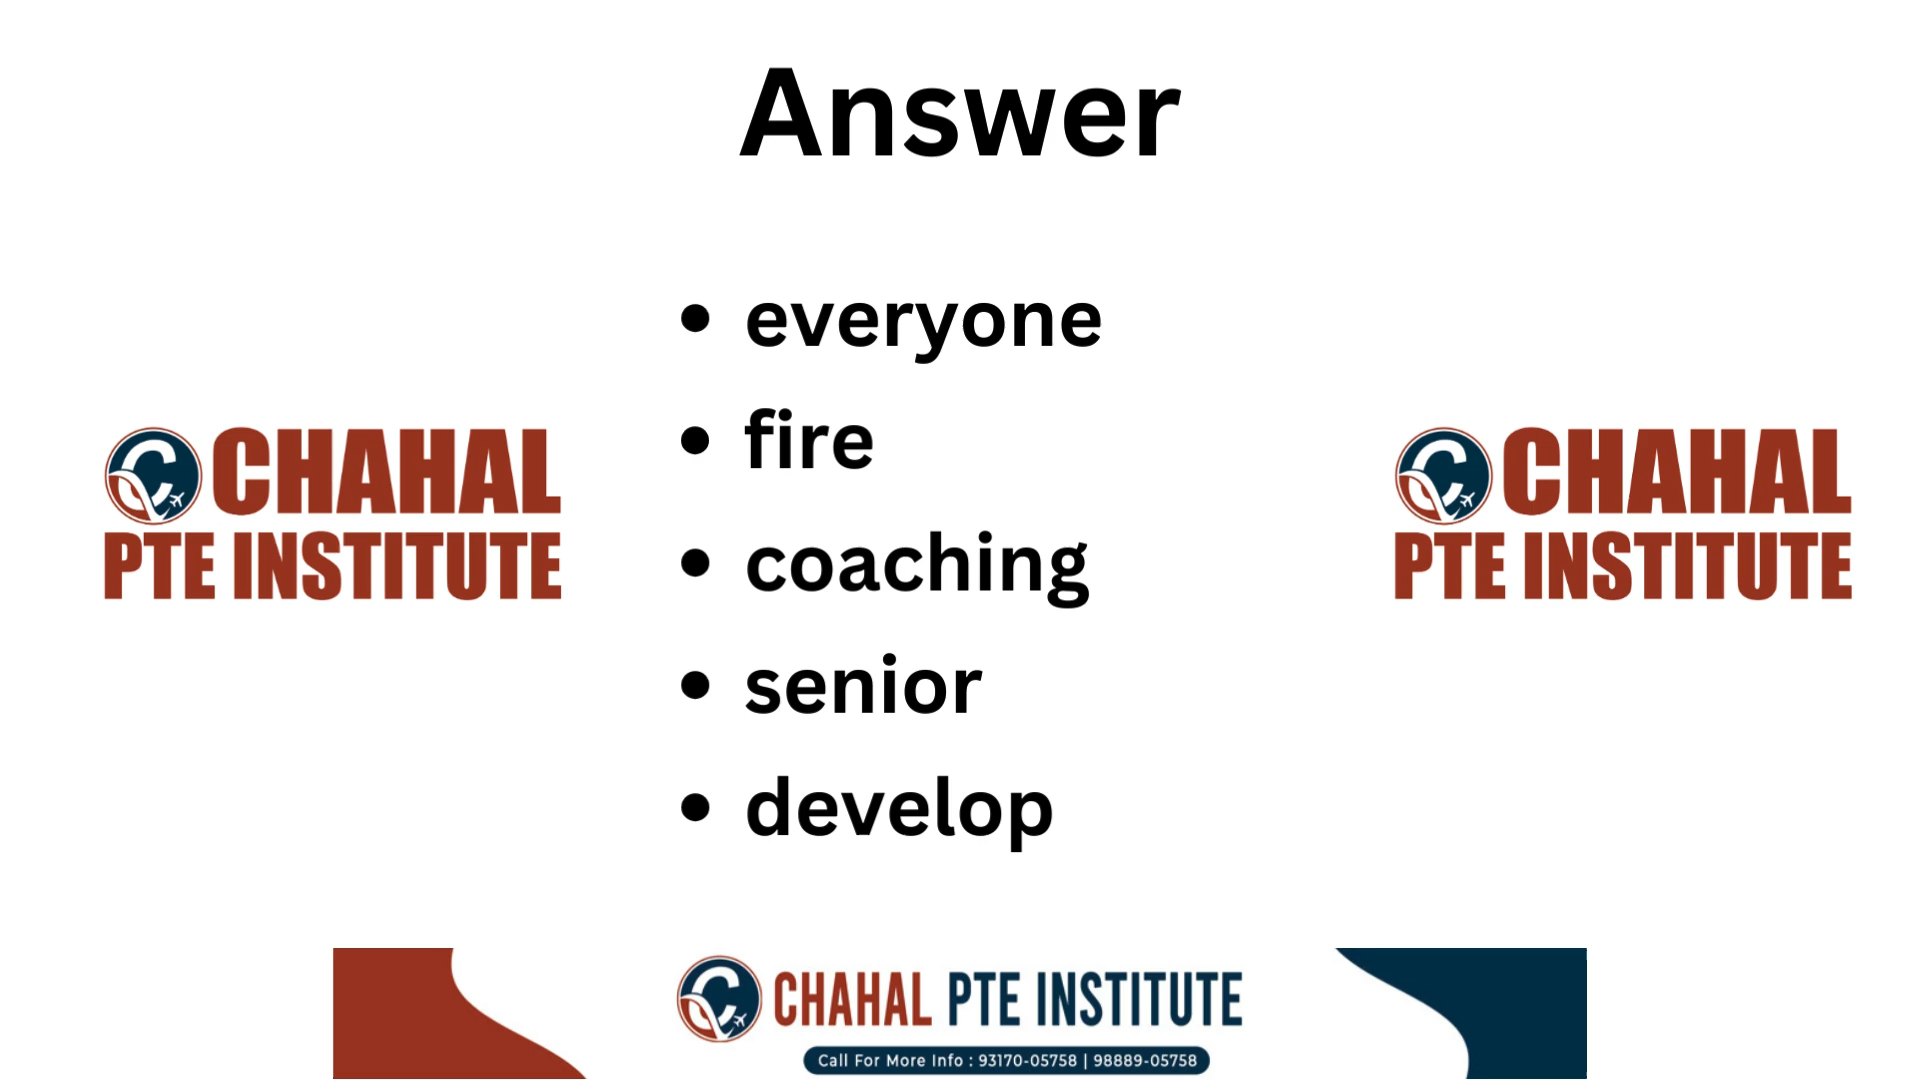 Answer
• everyone
• fire
• coaching
• senior
• develop
CHAHAL
PTE INSTITUTE
CHAHAL
PTE INSTITUTE
CHAHAL PTE INSTITUTE
Call For More Info : 93170-05758 | 98889-05758